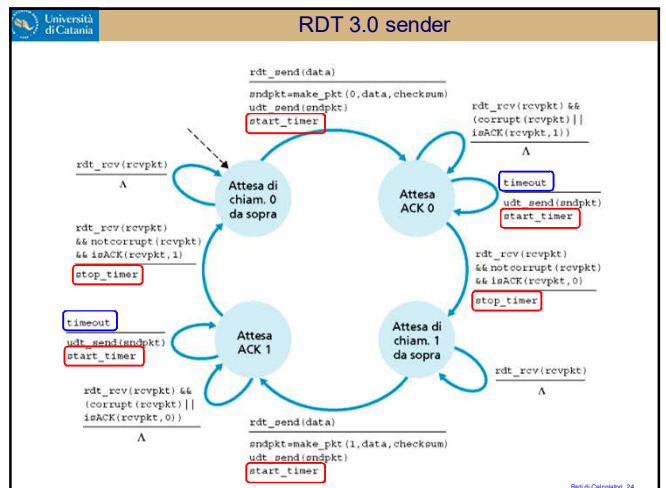 Università
di Catania
RDT 3.0 sender
rdt_send(data)
sndpkt=make_pkt(0,data,checksum)
udt_send(sndpkt)
start_timer
rdt_rcv(rcvpkt) &&
(corrupt(rcvpkt)||
isACK(rcvpkt,1))
Λ
rdt_rcv(rcvpkt)
Λ
Attesa di
chiam. 0
da sopra
Attesa
ACK 0
timeout
udt_send(sndpkt)
start_timer
rdt_rcv(rcvpkt)
&& notcorrupt(rcvpkt)
&& isACK(rcvpkt,1)
stop_timer
rdt_rcv(rcvpkt)
&& notcorrupt(rcvpkt)
&& isACK(rcvpkt,0)
stop_timer
timeout
udt_send(sndpkt)
start_timer
Attesa
ACK 1
Attesa di
chiam. 1
da sopra
rdt_rcv(rcvpkt)
Λ
rdt_rcv(rcvpkt) &&
(corrupt(rcvpkt)||
isACK(rcvpkt,0))
Λ
rdt_send(data)
sndpkt=make_pkt(1,data,checksum)
udt_send(sndpkt)
start_timer
Reti di Calcolatori 24